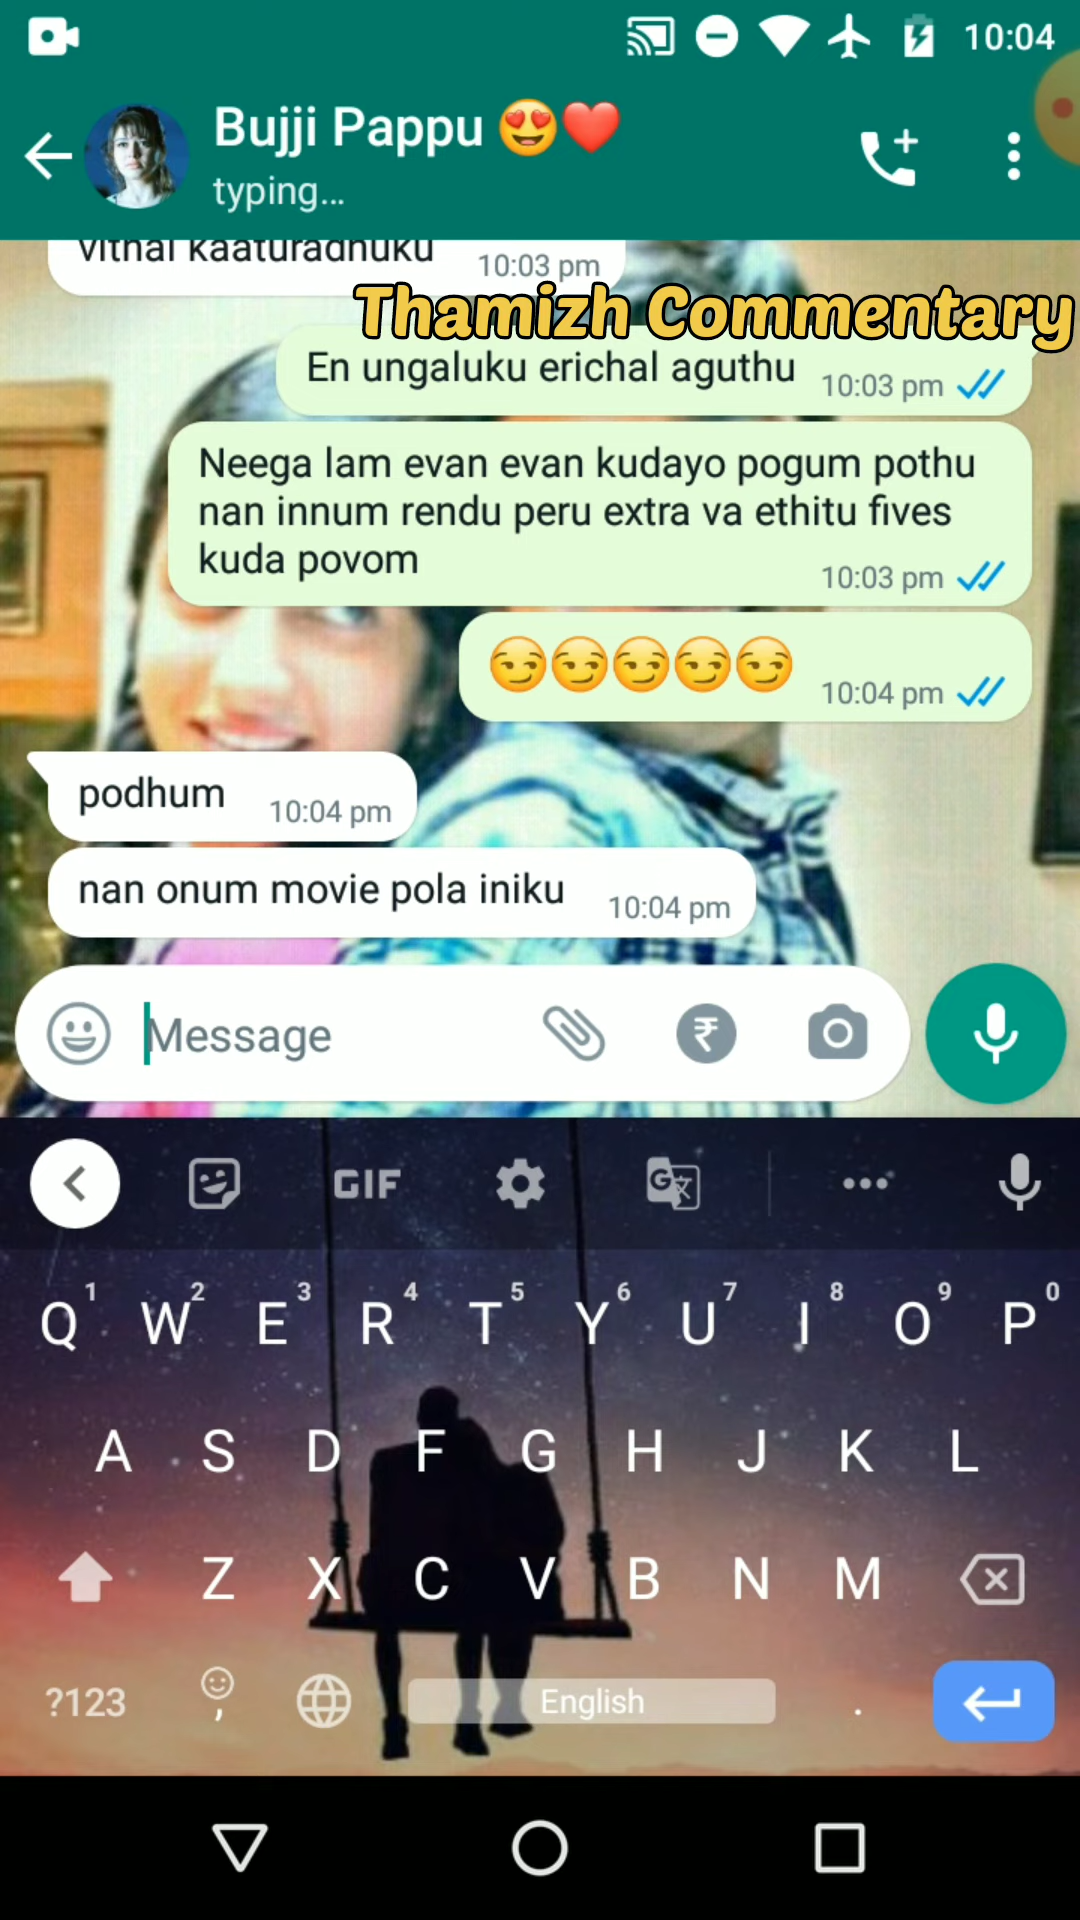 10:04
Bujji Pappu 😍❤️
typing...
vithai kaaturadhuku 10:03 pm
Thamizh Commentary
En ungaluku erichal aguthu 10:03 pm
Neega lam evan evan kudayo pogum pothu
nan innum rendu peru extra va ethitu fives
kuda povom 10:03 pm
😏😏😏😏😏 10:04 pm
podhum 10:04 pm
nan onum movie pola iniku 10:04 pm
Message
GIF
1 2 3 4 5 6 7 8 9 0
Q W E R T Y U I O P
A S D F G H J K L
Z X C V B N M
?123 , English .